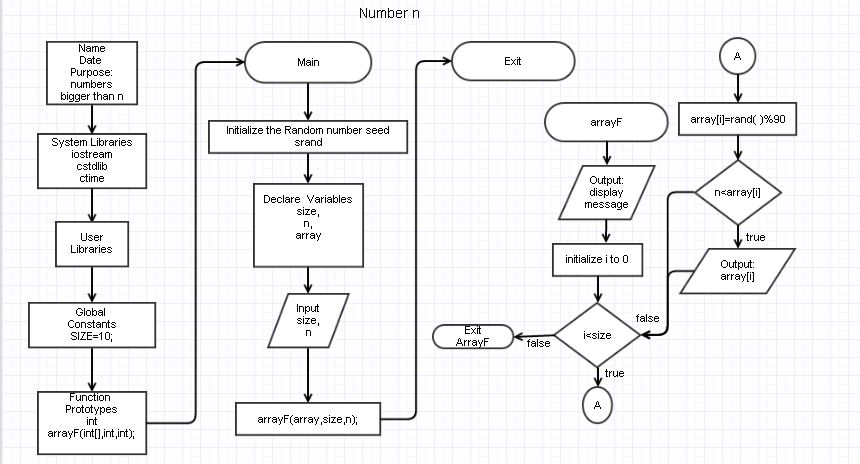 Number n
Name
Date
Purpose:
numbers
bigger than n
System Libraries
iostream
cstdlib
ctime
User
Libraries
Global
Constants
SIZE=10;
Function
Prototypes
int
arrayF(int[],int,int);
Main
Initialize the Random number seed
srand
Declare Variables
size,
n,
array
Input
size,
n
arrayF(array,size,n);
Exit
arrayF
Output:
display
message
initialize i to 0
i<size
false
Exit
ArrayF
true
A
A
array[i]=rand( )%90
n<array[i]
true
Output:
array[i]
false